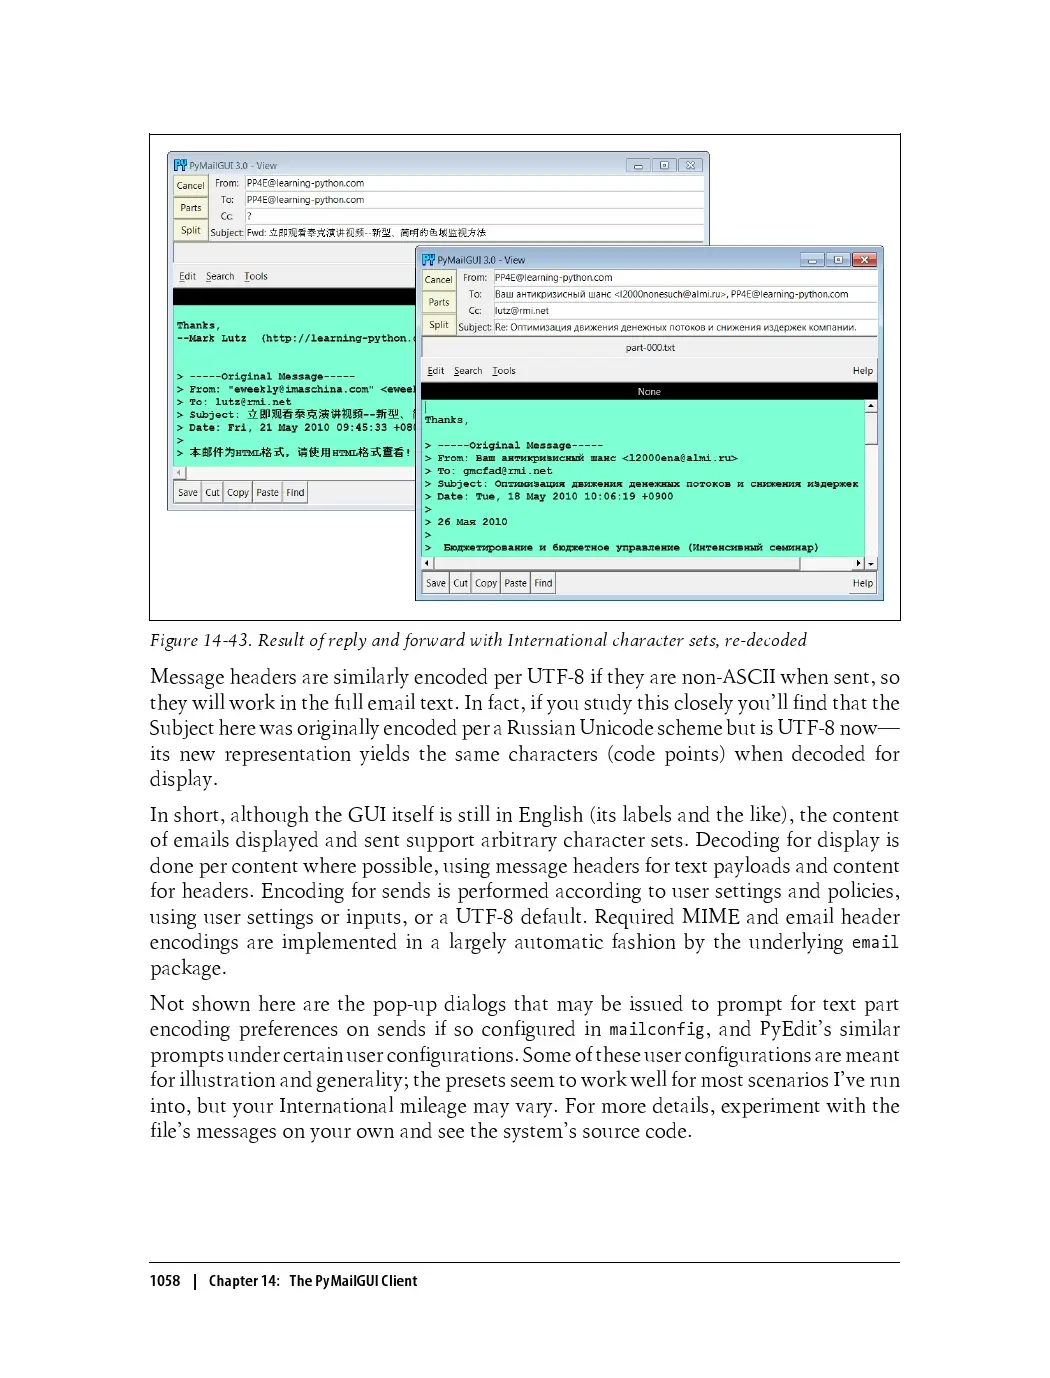 PyMailGUI 3.0 - View
Cancel
From: PP4E@learning-python.com
Parts
To: PP4E@learning-python.com
Cc: ?
Split
Subject: Fwd: 立即观看泰克演讲视频--新型、简明的色域监视方法
Edit Search Tools
Thanks,
--Mark Lutz (http://learning-python.
> -----Original Message-----
> From: "eweekly@imaschina.com" <eweel
> To: lutz@rmi.net
> Subject: 立即观看泰克演讲视频--新型、
> Date: Fri, 21 May 2010 09:45:33 +080
>
> 本邮件为HTML格式，请使用HTML格式查看！
Save Cut Copy Paste Find
PyMailGUI 3.0 - View
Cancel
From: PP4E@learning-python.com
Parts
To: Ваш антикризисный шанс <l2000nonesuch@almi.ru>, PP4E@learning-python.com
Cc: lutz@rmi.net
Split
Subject: Re: Оптимизация движения денежных потоков и снижения издержек компании.
part-000.txt
Edit Search Tools Help
None
Thanks,
> -----Original Message-----
> From: Ваш антикризисный шанс <l2000ena@almi.ru>
> To: gmcfad@rmi.net
> Subject: Оптимизация движения денежных потоков и снижения издержек
> Date: Tue, 18 May 2010 10:06:19 +0900
>
> 26 Мая 2010
>
> Бюджетирование и бюджетное управление (Интенсивный семинар)
Save Cut Copy Paste Find Help
Figure 14-43. Result of reply and forward with International character sets, re-decoded
Message headers are similarly encoded per UTF-8 if they are non-ASCII when sent, so
they will work in the full email text. In fact, if you study this closely you’ll find that the
Subject here was originally encoded per a Russian Unicode scheme but is UTF-8 now—
its new representation yields the same characters (code points) when decoded for
display.
In short, although the GUI itself is still in English (its labels and the like), the content
of emails displayed and sent support arbitrary character sets. Decoding for display is
done per content where possible, using message headers for text payloads and content
for headers. Encoding for sends is performed according to user settings and policies,
using user settings or inputs, or a UTF-8 default. Required MIME and email header
encodings are implemented in a largely automatic fashion by the underlying email
package.
Not shown here are the pop-up dialogs that may be issued to prompt for text part
encoding preferences on sends if so configured in mailconfig, and PyEdit’s similar
prompts under certain user configurations. Some of these user configurations are meant
for illustration and generality; the presets seem to work well for most scenarios I’ve run
into, but your International mileage may vary. For more details, experiment with the
file’s messages on your own and see the system’s source code.
1058 | Chapter 14: The PyMailGUI Client